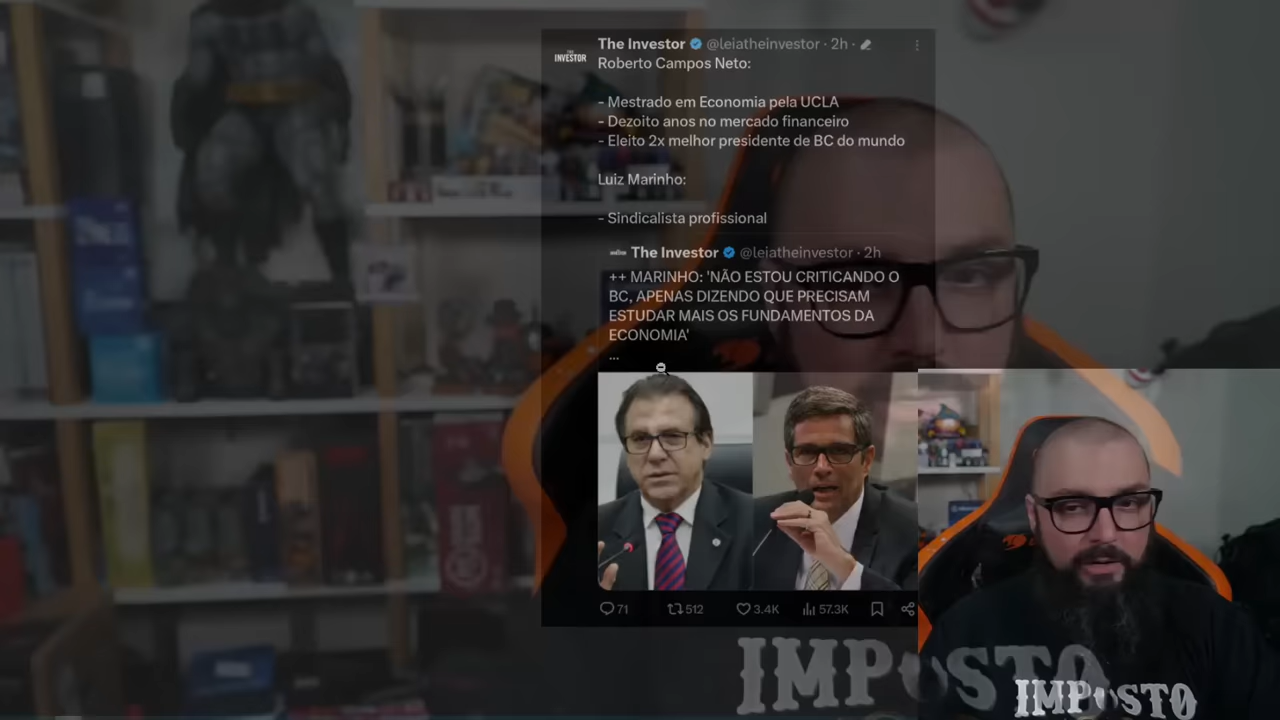 The Investor @leiatheinvestor · 2h ·
THE
INVESTOR
Roberto Campos Neto:
- Mestrado em Economia pela UCLA
- Dezoito anos no mercado financeiro
- Eleito 2x melhor presidente de BC do mundo
Luiz Marinho:
- Sindicalista profissional
The Investor @leiatheinvestor · 2h
++ MARINHO: 'NÃO ESTOU CRITICANDO O
BC, APENAS DIZENDO QUE PRECISAM
ESTUDAR MAIS OS FUNDAMENTOS DA
ECONOMIA'
...
71 512 3.4K 57.3K
IMPOSTO
IMPOSTO